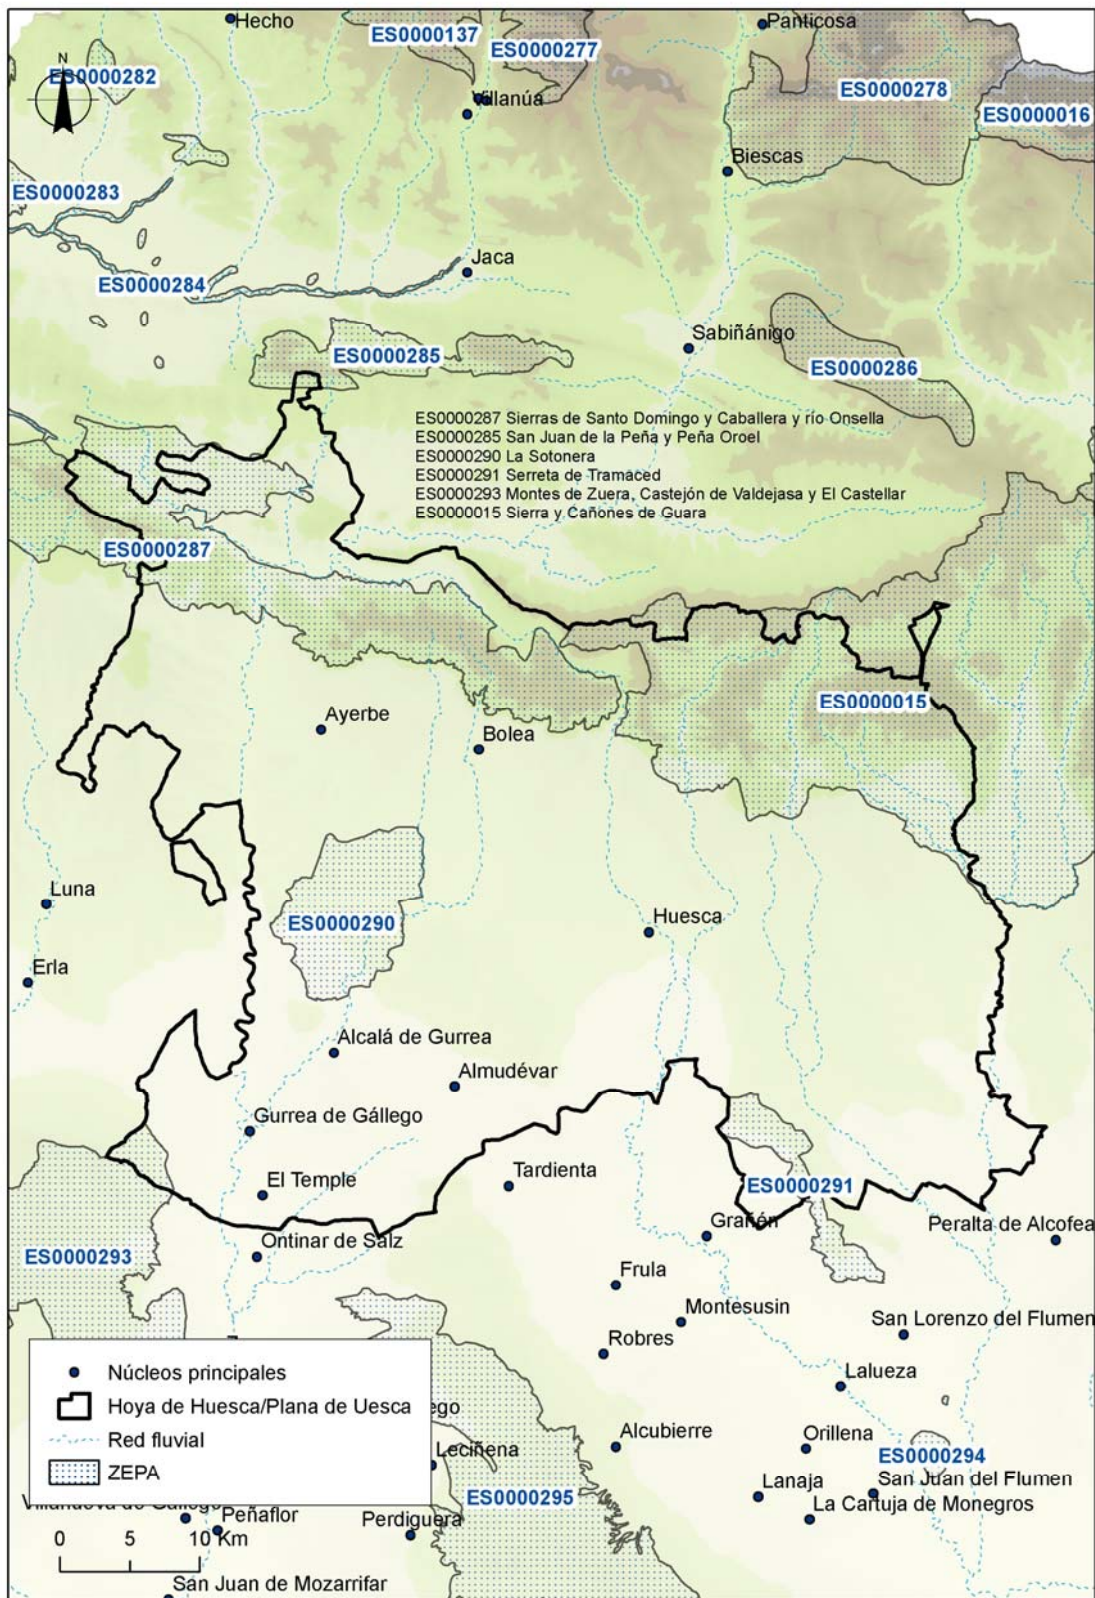 Hecho
Panticosa
ES0000137
ES0000277
ES0000282
N
ES0000278
Villanúa
ES0000016
Biescas
ES0000283
Jaca
ES0000284
Sabiñánigo
ES0000285
ES0000286
ES0000287 Sierras de Santo Domingo y Caballera y río Onsella
ES0000285 San Juan de la Peña y Peña Oroel
ES0000290 La Sotonera
ES0000291 Serreta de Tramaced
ES0000293 Montes de Zuera, Castejón de Valdejasa y El Castellar
ES0000015 Sierra y Cañones de Guara
ES0000287
ES0000015
Ayerbe
Bolea
Luna
ES0000290
Huesca
Erla
Alcalá de Gurrea
Almudévar
Gurrea de Gállego
El Temple
Tardienta
ES0000291
Grañén
Peralta de Alcofea
ES0000293
Ontinar de Salz
Frula
Montesusin
San Lorenzo del Flumen
Robres
Lalueza
Núcleos principales
Hoya de Huesca/Plana de Uesca
Red fluvial
ZEPA
ego
Alcubierre
Leciñena
Orillena
ES0000294
San Juan del Flumen
Lanaja
ES0000295
La Cartuja de Monegros
Villanueva de Gállego
Peñaflor
Perdiguera
0 5 10 Km
San Juan de Mozarrifar